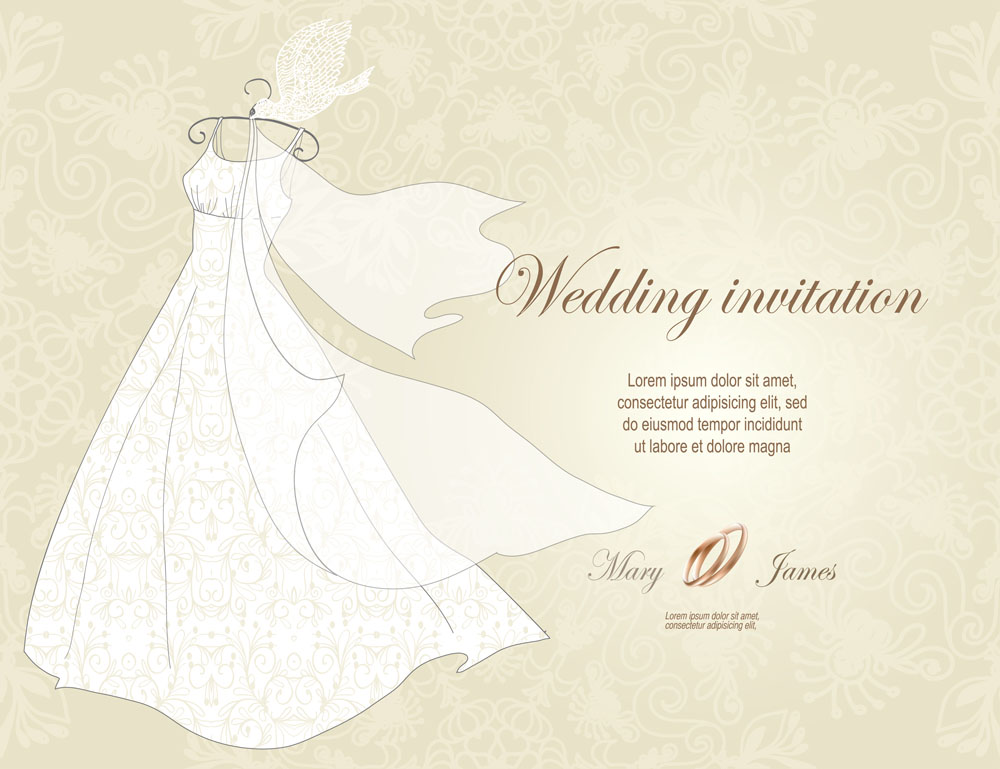 Wedding invitation
Lorem ipsum dolor sit amet,
consectetur adipisicing elit, sed
do eiusmod tempor incididunt
ut labore et dolore magna
Mary James
Lorem ipsum dolor sit amet,
consectetur adipisicing elit,